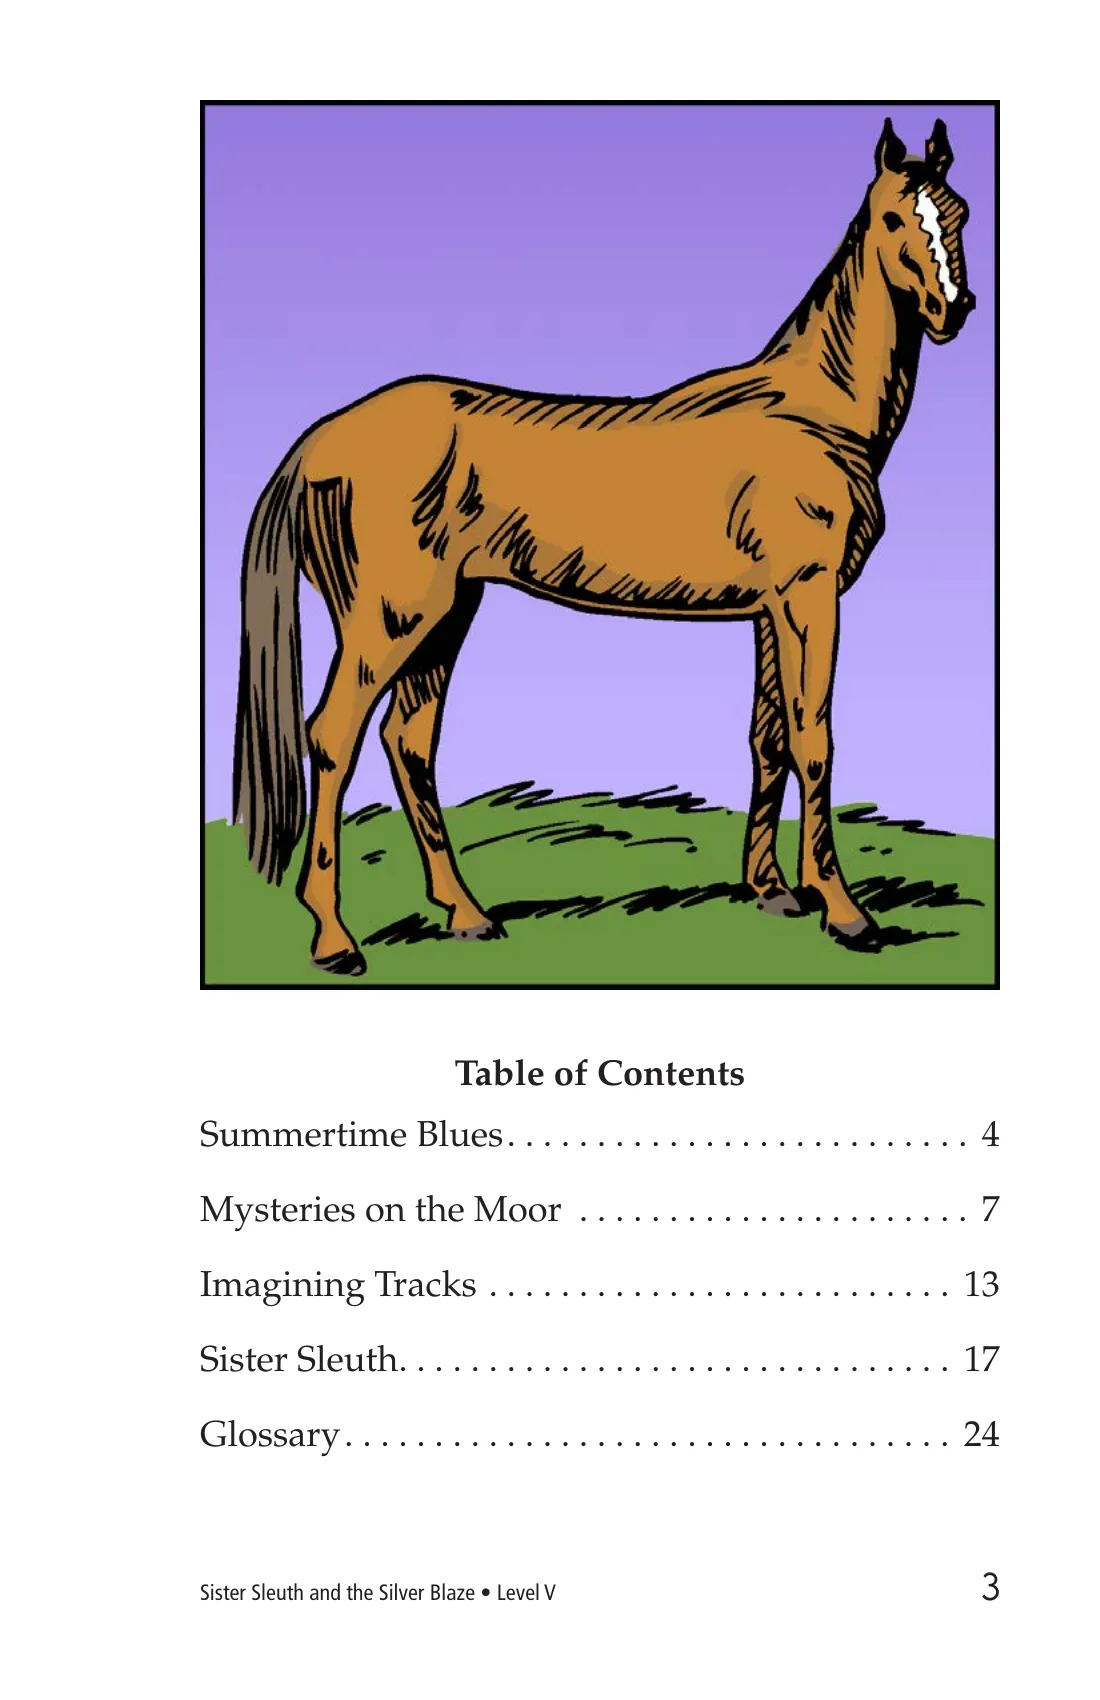 Table of Contents
Summertime Blues. . . . . . . . . . . . . . . . . . . . . . . . . . 4
Mysteries on the Moor . . . . . . . . . . . . . . . . . . . . . . 7
Imagining Tracks . . . . . . . . . . . . . . . . . . . . . . . . . . 13
Sister Sleuth. . . . . . . . . . . . . . . . . . . . . . . . . . . . . . . 17
Glossary. . . . . . . . . . . . . . . . . . . . . . . . . . . . . . . . . . 24
Sister Sleuth and the Silver Blaze • Level V 3